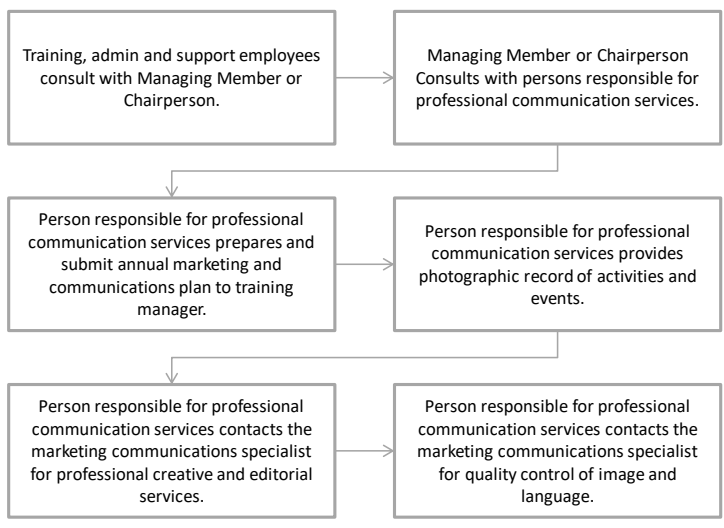 Training, admin and support employees
consult with Managing Member or
Chairperson.
Managing Member or Chairperson
Consults with persons responsible for
professional communication services.
Person responsible for professional
communication services prepares and
submit annual marketing and
communications plan to training
manager.
Person responsible for professional
communication services provides
photographic record of activities and
events.
Person responsible for professional
communication services contacts the
marketing communications specialist
for professional creative and editorial
services.
Person responsible for professional
communication services contacts the
marketing communications specialist
for quality control of image and
language.